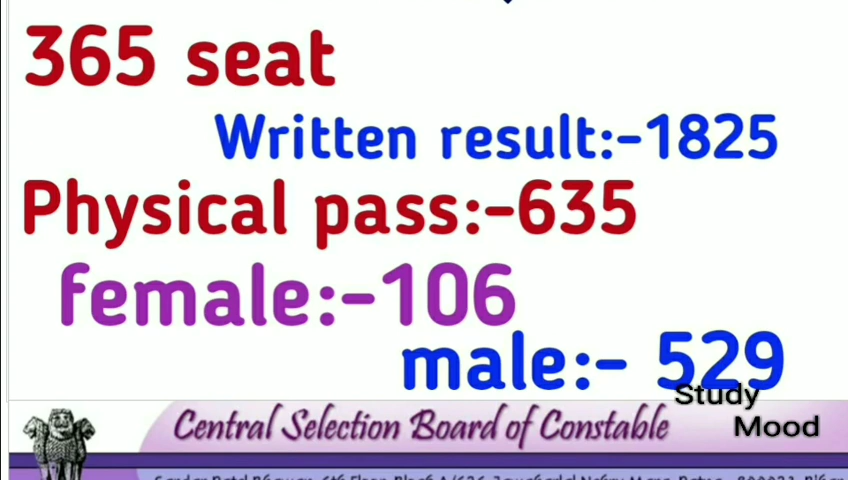 365 seat
Written result:-1825
Physical pass:-635
female:-106
male:- 529
Study
Mood
Central Selection Board of Constable